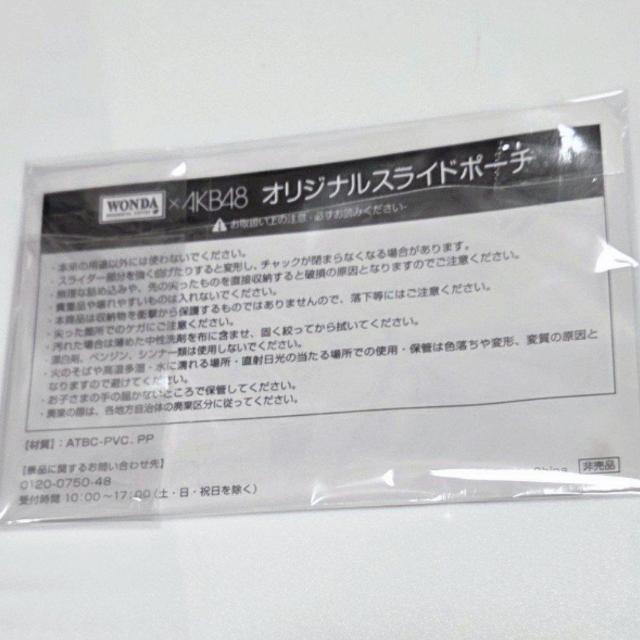 WONDA × AKB48 オリジナルスライドポーチ
⚠お取扱い上の注意・必ずお読みください・
・本来の用途以外には使わないでください。
・スライダー部分を強く曲げたりすると変形し、チャックが閉まらなくなる場合があります。
・無理な詰め込みや、先の尖ったものを直接収納すると破損の原因となりますのでご注意ください。
・貴重品や壊れやすいものは入れないでください。
・本製品は収納物を衝撃から保護するものではありませんので、落下等にはご注意ください。
・尖った箇所でのケガにご注意ください。
・汚れた場合は薄めた中性洗剤を布に含ませ、固く絞ってから拭いてください。
・漂白剤、ベンジン、シンナー類は使用しないでください。
・火のそばや高温多湿・水に濡れる場所・直射日光の当たる場所での使用・保管は色落ちや変形、変質の原因と
なりますので避けてください。
・お子さまの手の届かないところで保管してください。
・廃棄の際は、各地方自治体の廃棄区分に従ってください。
【材質】：ATBC-PVC、PP
【景品に関するお問い合わせ先】
0120-0750-48
受付時間 10:00〜17:00（土・日・祝日を除く）
China
非売品